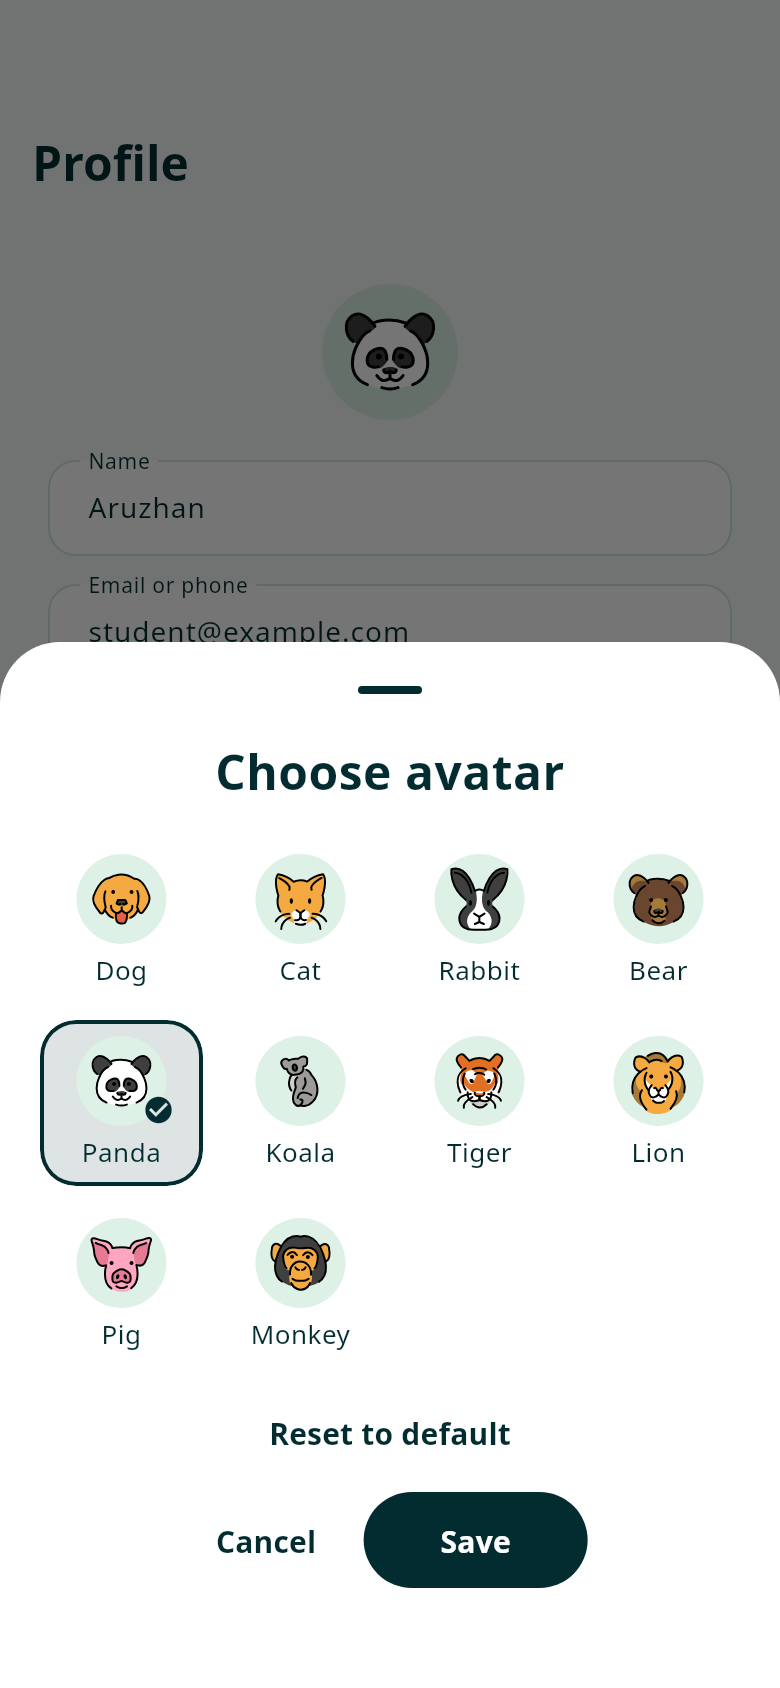 Profile
Name
Aruzhan
Email or phone
student@example.com
Choose avatar
Dog
Cat
Rabbit
Bear
Panda
Koala
Tiger
Lion
Pig
Monkey
Reset to default
Cancel
Save